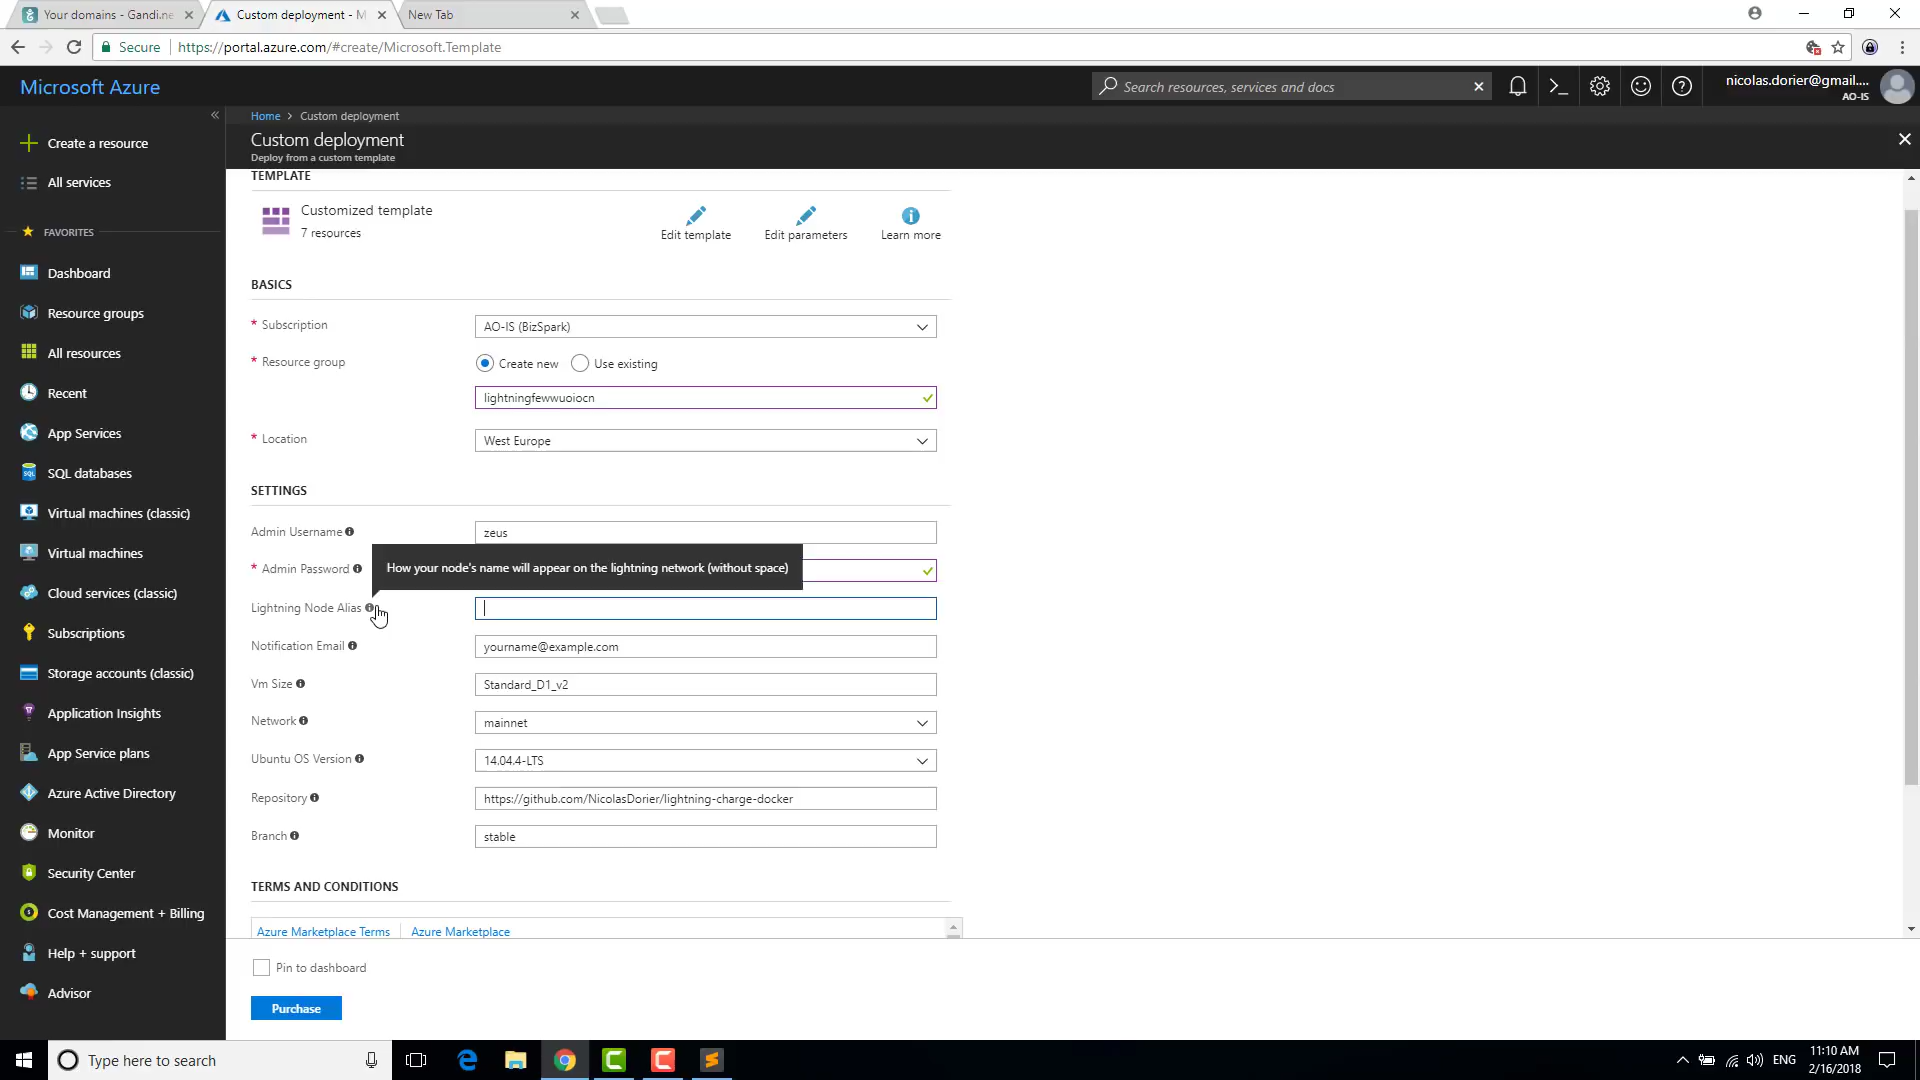 Your domains - Gandi.ne
Custom deployment - M
New Tab
Secure
https://portal.azure.com/#create/Microsoft.Template
Microsoft Azure
Search resources, services and docs
nicolas.dorier@gmail....
AO-IS
Create a resource
All services
FAVORITES
Dashboard
Resource groups
All resources
Recent
App Services
SQL databases
Virtual machines (classic)
Virtual machines
Cloud services (classic)
Subscriptions
Storage accounts (classic)
Application Insights
App Service plans
Azure Active Directory
Monitor
Security Center
Cost Management + Billing
Help + support
Advisor
Home > Custom deployment
Custom deployment
Deploy from a custom template
TEMPLATE
Customized template
7 resources
Edit template
Edit parameters
Learn more
BASICS
* Subscription
AO-IS (BizSpark)
* Resource group
Create new
Use existing
lightningfewwuoiocn
* Location
West Europe
SETTINGS
Admin Username
zeus
* Admin Password
How your node's name will appear on the lightning network (without space)
Lightning Node Alias
Notification Email
yourname@example.com
Vm Size
Standard_D1_v2
Network
mainnet
Ubuntu OS Version
14.04.4-LTS
Repository
https://github.com/NicolasDorier/lightning-charge-docker
Branch
stable
TERMS AND CONDITIONS
Azure Marketplace Terms
Azure Marketplace
Pin to dashboard
Purchase
Type here to search
ENG
11:10 AM
2/16/2018